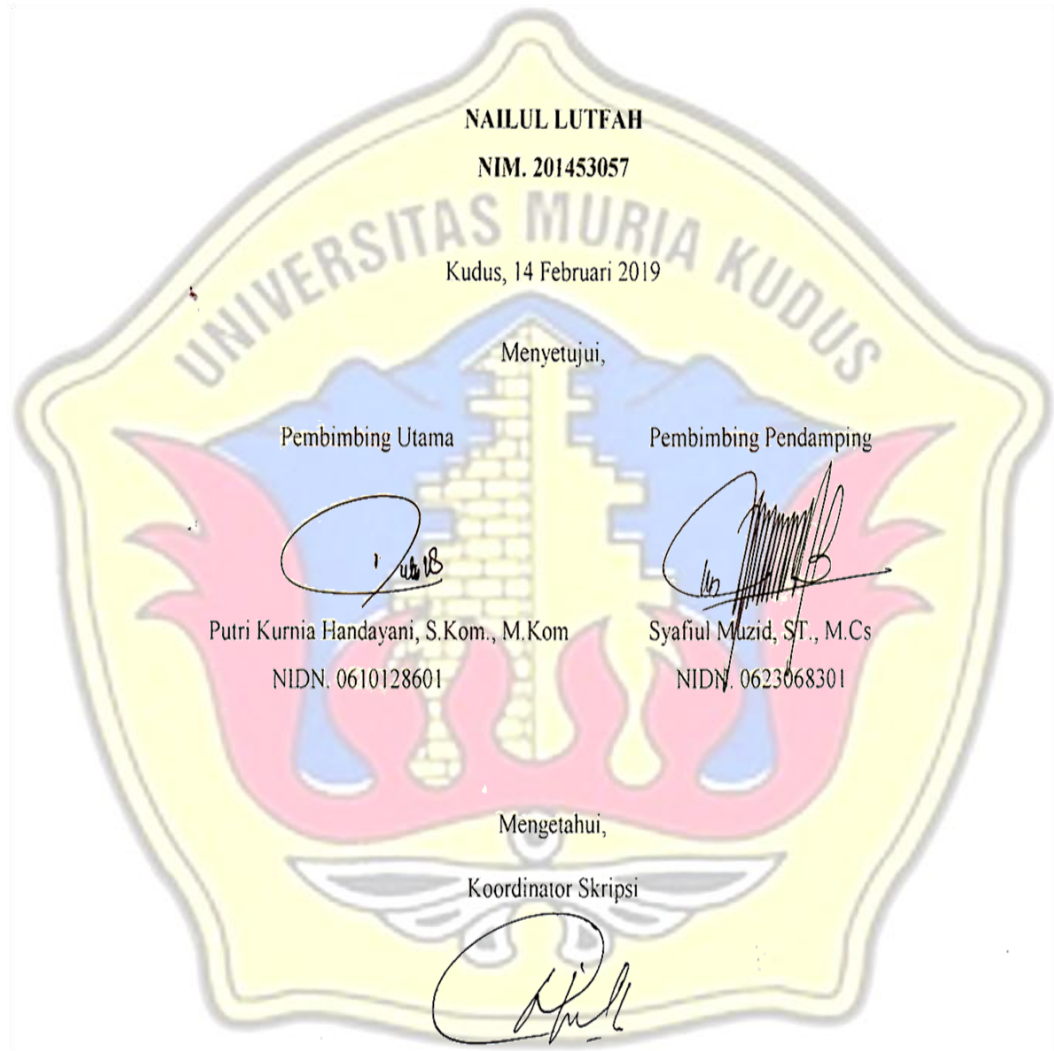 NAILUL LUTFAH
NIM. 201453057
UNIVERSITAS MURIA KUDUS
Kudus, 14 Februari 2019
Menyetujui,
Pembimbing Utama
Pembimbing Pendamping
Putri Kurnia Handayani, S.Kom., M.Kom
Syafiul Muzid, ST., M.Cs
NIDN. 0610128601
NIDN. 0623068301
Mengetahui,
Koordinator Skripsi